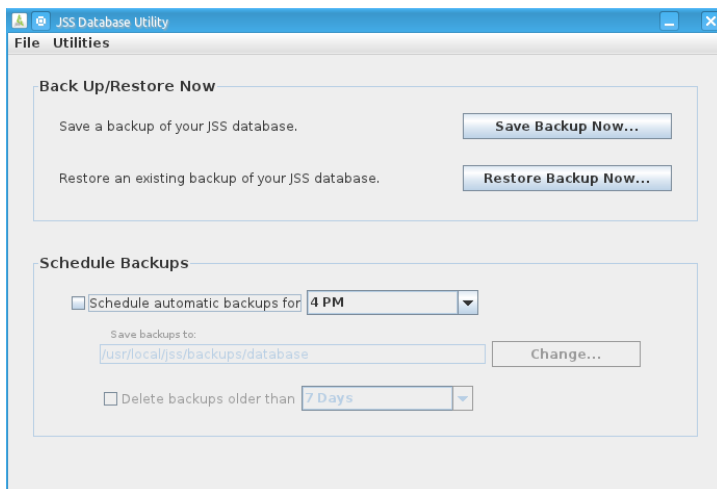 JSS Database Utility
File Utilities
Back Up/Restore Now
Save a backup of your JSS database. Save Backup Now...
Restore an existing backup of your JSS database. Restore Backup Now...
Schedule Backups
Schedule automatic backups for 4 PM
Save backups to:
/usr/local/jss/backups/database Change...
Delete backups older than 7 Days